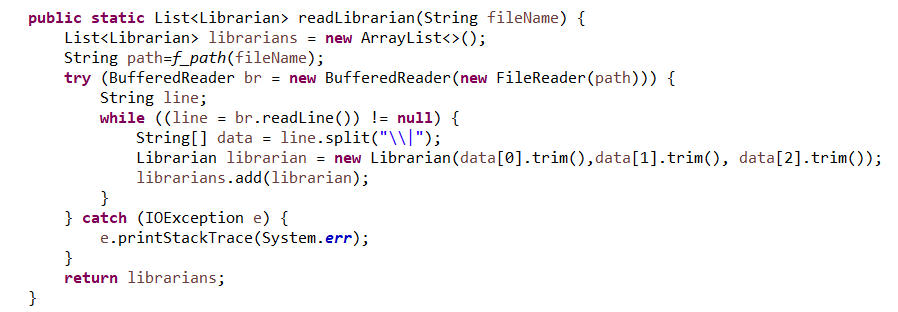 public static List<Librarian> readLibrarian(String fileName) {
    List<Librarian> librarians = new ArrayList<>();
    String path=f_path(fileName);
    try (BufferedReader br = new BufferedReader(new FileReader(path))) {
        String line;
        while ((line = br.readLine()) != null) {
            String[] data = line.split("\\|");
            Librarian librarian = new Librarian(data[0].trim(),data[1].trim(), data[2].trim());
            librarians.add(librarian);
        }
    } catch (IOException e) {
        e.printStackTrace(System.err);
    }
    return librarians;
}